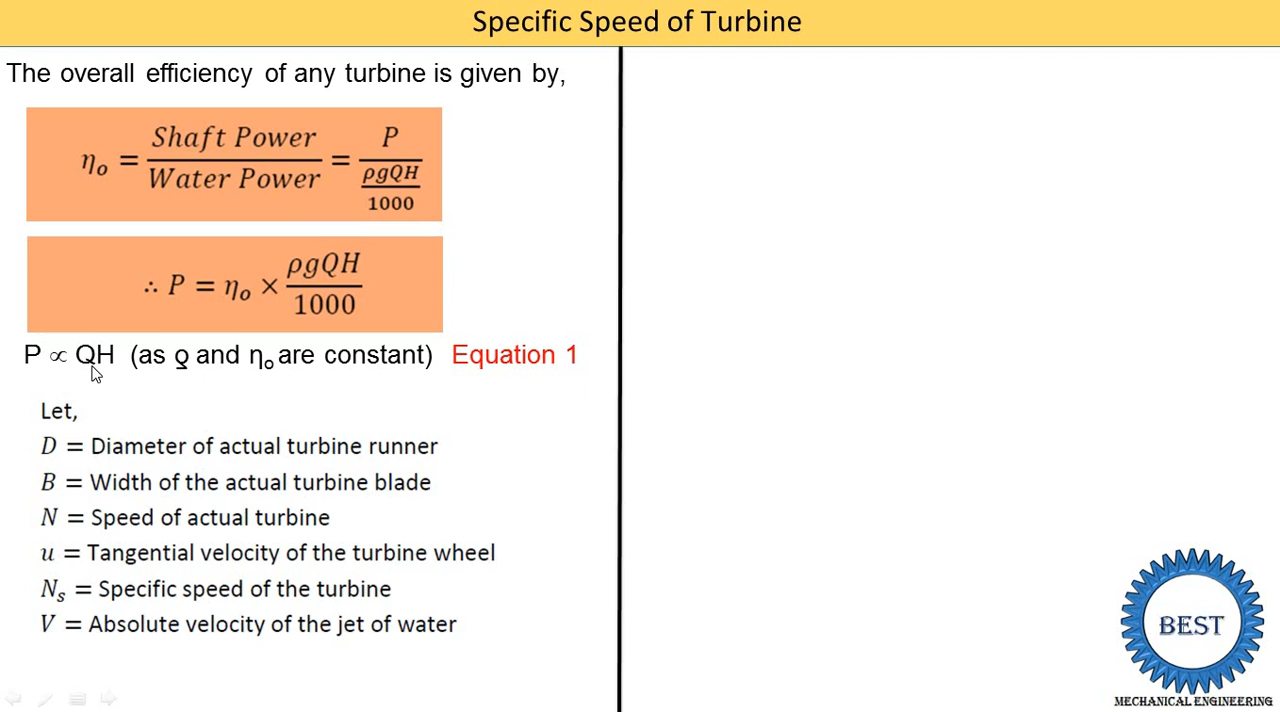 Specific Speed of Turbine
The overall efficiency of any turbine is given by,
ηₒ = Shaft Power / Water Power = P / (ρgQH / 1000)
∴ P = ηₒ × ρgQH / 1000
P ∝ QH (as ƍ and ηₒ are constant) Equation 1
Let,
D = Diameter of actual turbine runner
B = Width of the actual turbine blade
N = Speed of actual turbine
u = Tangential velocity of the turbine wheel
Nₛ = Specific speed of the turbine
V = Absolute velocity of the jet of water
BEST
MECHANICAL ENGINEERING